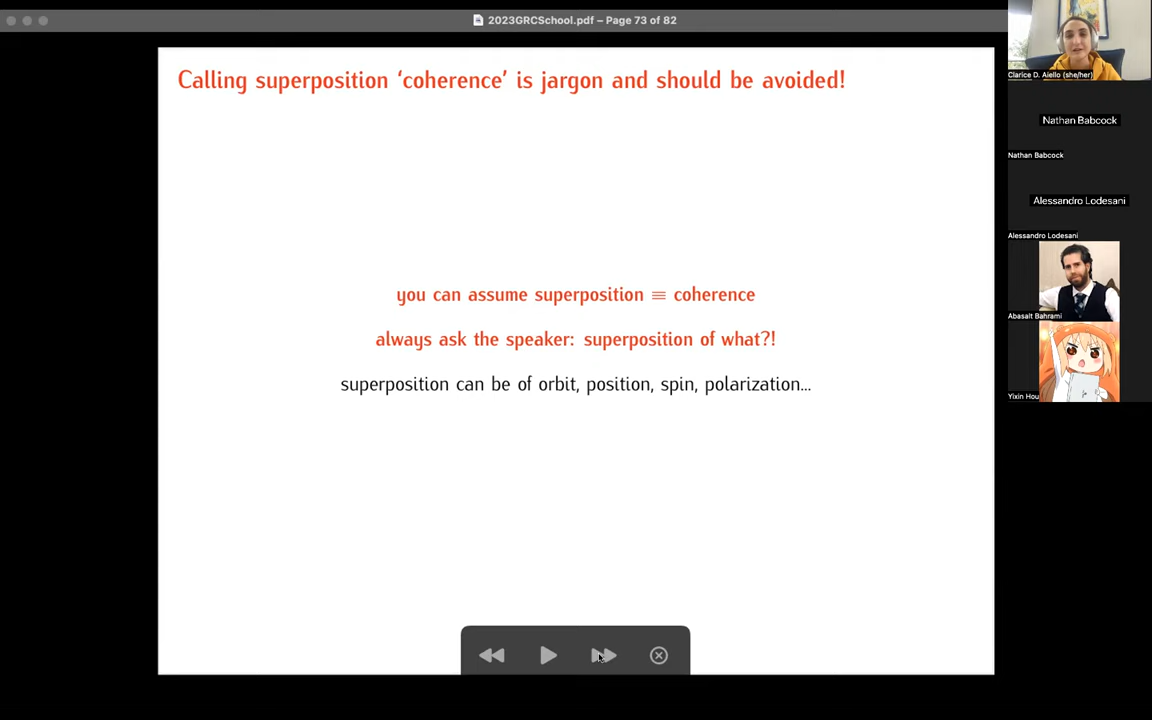 2023GRCSchool.pdf – Page 73 of 82
Calling superposition ‘coherence’ is jargon and should be avoided!
you can assume superposition ≡ coherence
always ask the speaker: superposition of what?!
superposition can be of orbit, position, spin, polarization...
Clarice D. Aiello (she/her)
Nathan Babcock
Nathan Babcock
Alessandro Lodesani
Alessandro Lodesani
Abasalt Bahrami
Yixin Hou